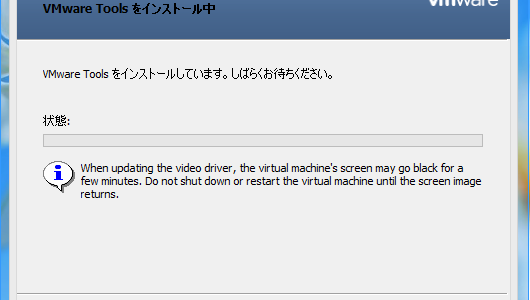 VMware Tools をインストール中
vmware
VMware Tools をインストールしています。しばらくお待ちください。
状態:
When updating the video driver, the virtual machine's screen may go black for a
few minutes. Do not shut down or restart the virtual machine until the screen image
returns.